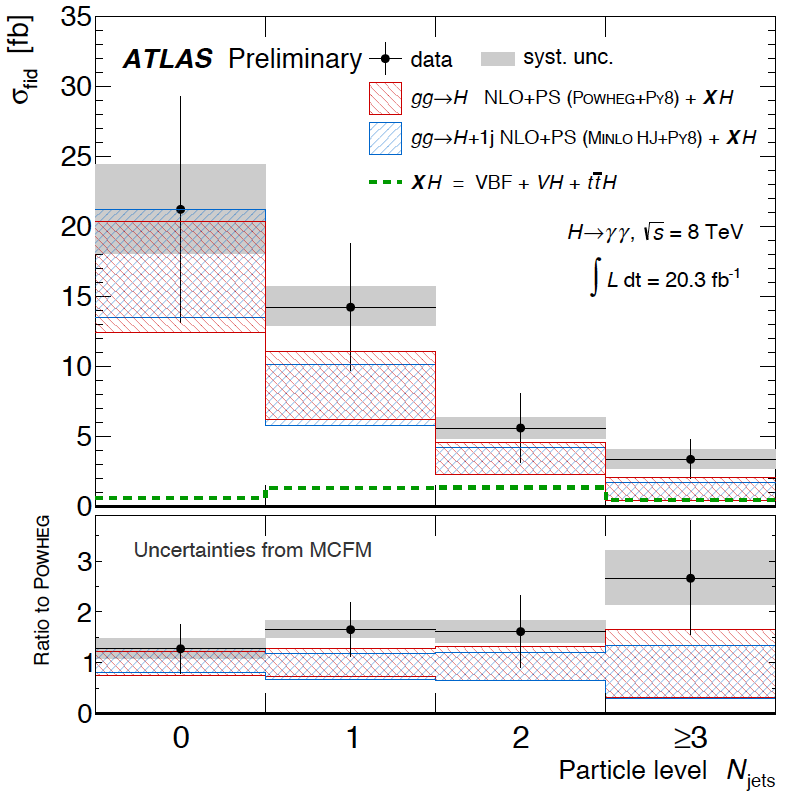 σfid [fb]
35
30
25
20
15
10
5
0
ATLAS Preliminary
data
syst. unc.
gg→H NLO+PS (POWHEG+PY8) + XH
gg→H+1j NLO+PS (MINLO HJ+PY8) + XH
XH = VBF + VH + tt̅H
H→γγ, √s = 8 TeV
∫ L dt = 20.3 fb⁻¹
Ratio to POWHEG
Uncertainties from MCFM
3
2
1
0
0 1 2 ≥3
Particle level Njets